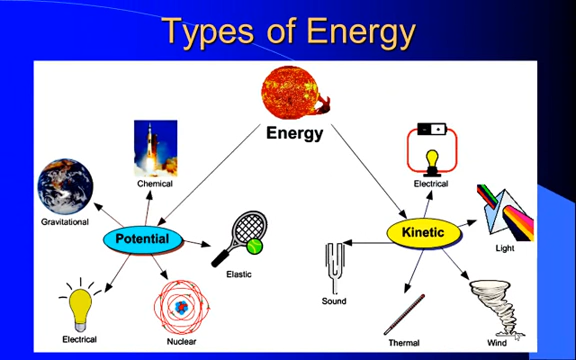 Types of Energy
Energy
Chemical
Electrical
Gravitational
Potential
Kinetic
Light
Elastic
Sound
Electrical
Nuclear
Thermal
Wind